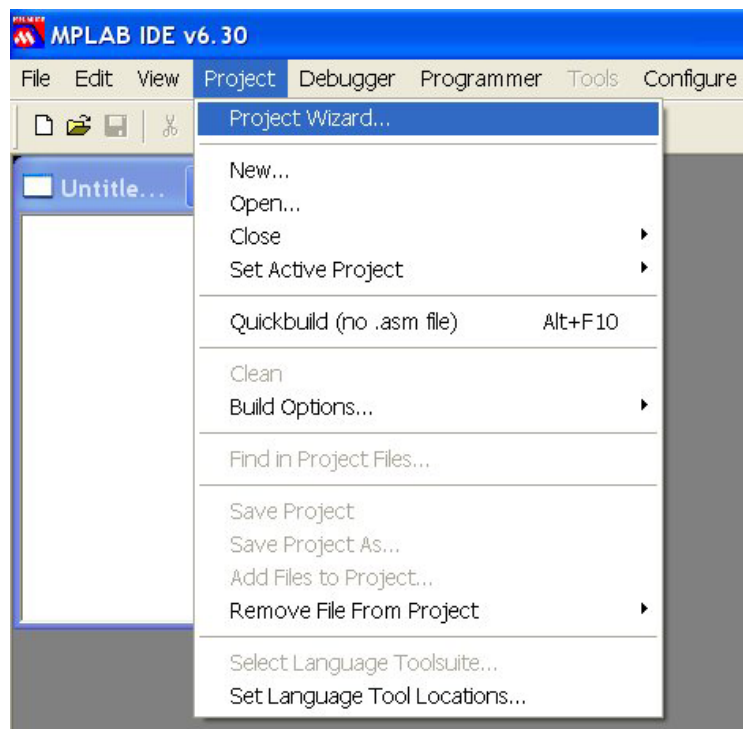 MPLAB IDE v6.30
File Edit View Project Debugger Programmer Tools Configure
Project Wizard...
Untitle...
New...
Open...
Close
Set Active Project
Quickbuild (no .asm file) Alt+F10
Clean
Build Options...
Find in Project Files...
Save Project
Save Project As...
Add Files to Project...
Remove File From Project
Select Language Toolsuite...
Set Language Tool Locations...